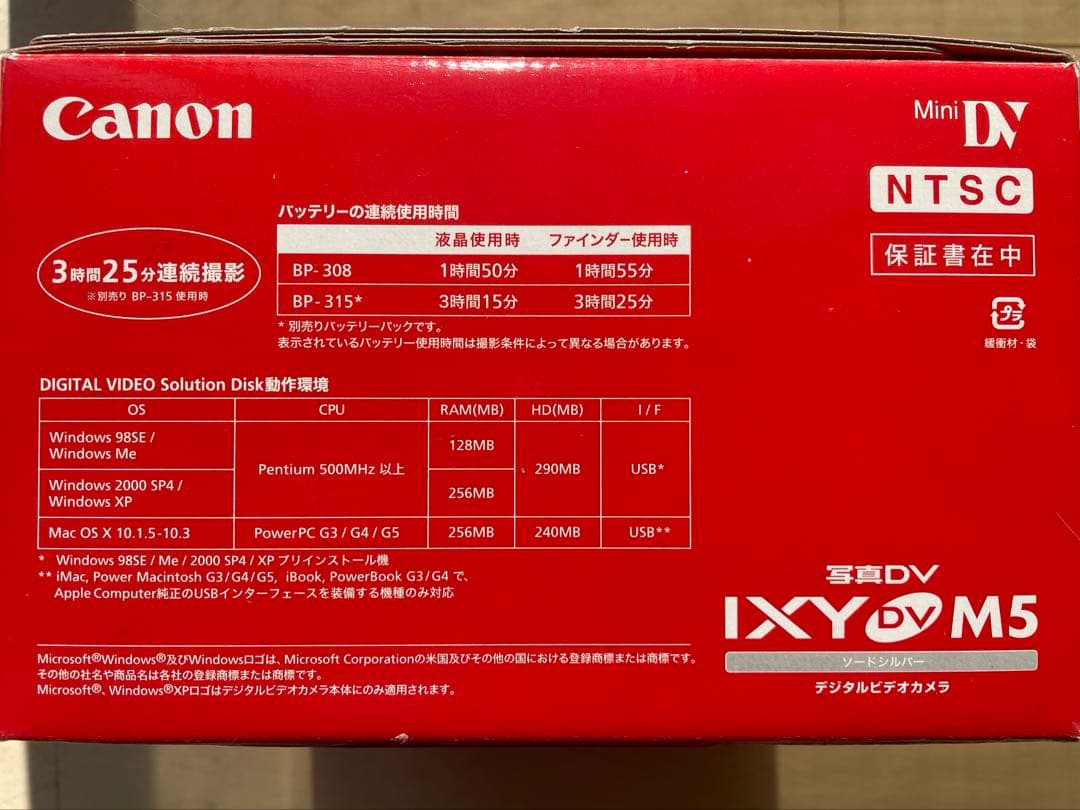 Canon
Mini DV
NTSC
保証書在中
プラ
緩衝材・袋
3時間25分連続撮影
※別売り BP-315 使用時
バッテリーの連続使用時間
液晶使用時 ファインダー使用時
BP-308 1時間50分 1時間55分
BP-315* 3時間15分 3時間25分
* 別売りバッテリーパックです。
表示されているバッテリー使用時間は撮影条件によって異なる場合があります。
DIGITAL VIDEO Solution Disk動作環境
OS CPU RAM(MB) HD(MB) I/F
Windows 98SE /
Windows Me
128MB
Pentium 500MHz 以上 290MB USB*
Windows 2000 SP4 /
Windows XP
256MB
Mac OS X 10.1.5-10.3 PowerPC G3 / G4 / G5 256MB 240MB USB**
* Windows 98SE / Me / 2000 SP4 / XP プリインストール機
** iMac, Power Macintosh G3/G4/G5, iBook, PowerBook G3/G4 で、
Apple Computer純正のUSBインターフェースを装備する機種のみ対応
Microsoft®Windows®及びWindowsロゴは、Microsoft Corporationの米国及びその他の国における登録商標または商標です。
その他の社名や商品名は各社の登録商標または商標です。
Microsoft®、Windows®XPロゴはデジタルビデオカメラ本体にのみ適用されます。
写真DV
IXY DV M5
ソードシルバー
デジタルビデオカメラ